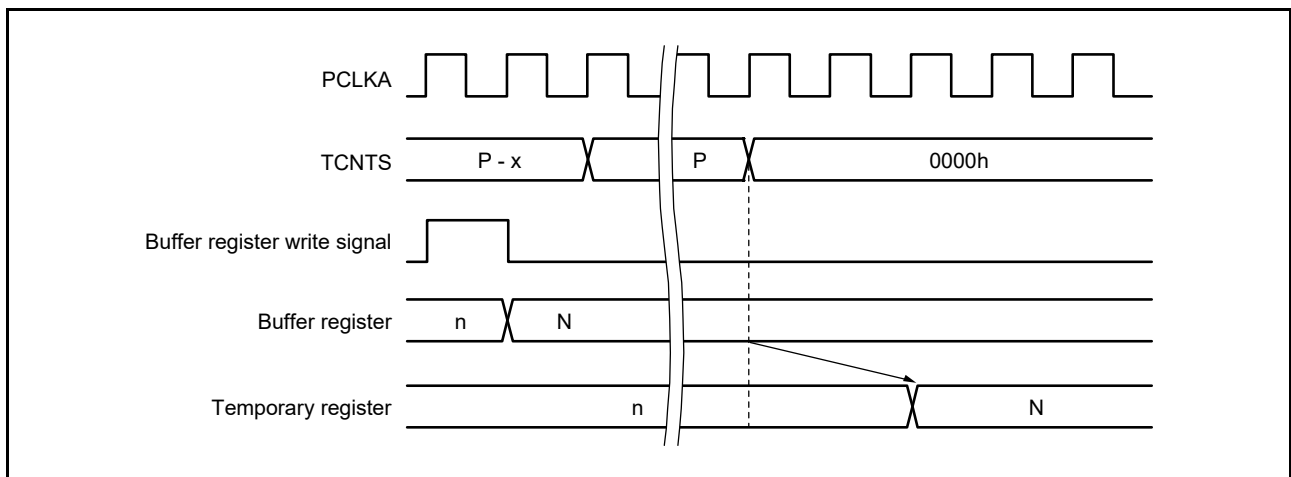 PCLKA
TCNTS P - x P 0000h
Buffer register write signal
Buffer register n N
Temporary register n N